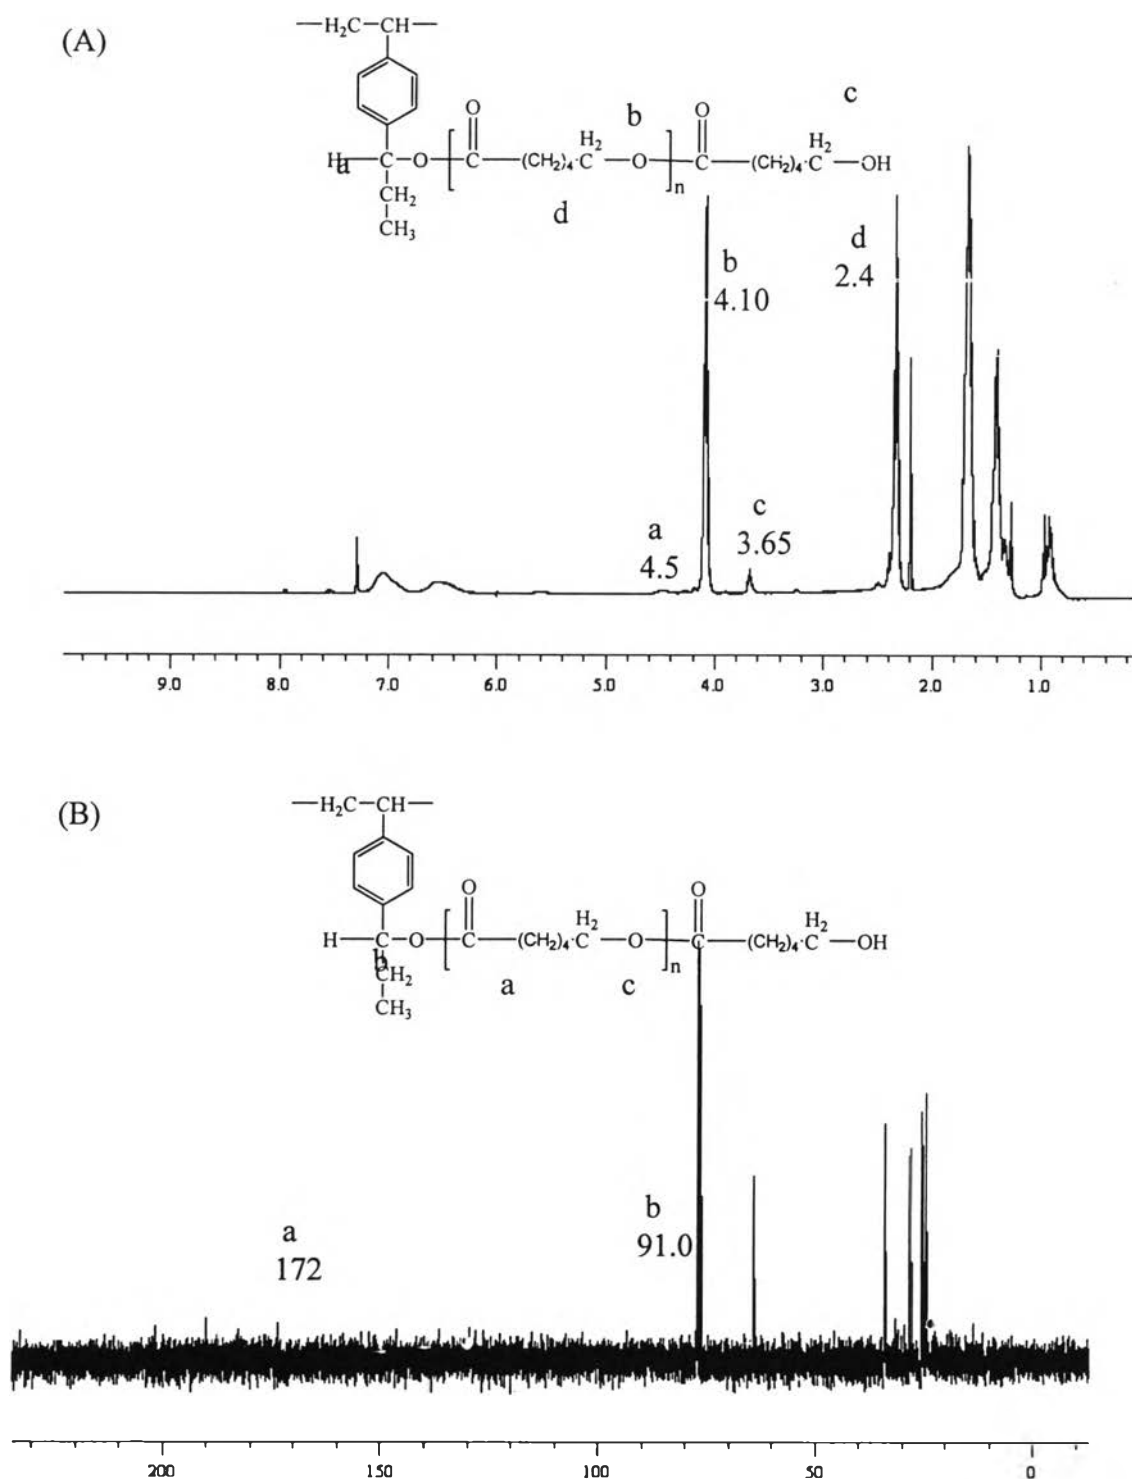 (A)
—H₂C—CH—
O
b
O
c
H₂
H₂
H
a
C—O
C
(CH₂)₄
C
O
n
C
(CH₂)₄
C
OH
CH₂
CH₃
d
b
4.10
d
2.4
a
4.5
c
3.65
9.0 8.0 7.0 6.0 5.0 4.0 3.0 2.0 1.0
(B)
—H₂C—CH—
O
O
H₂
H₂
H
O
C
(CH₂)₄
C
O
n
C
(CH₂)₄
C
OH
b
CH₂
a
c
CH₃
b
91.0
a
172
200 150 100 50 0